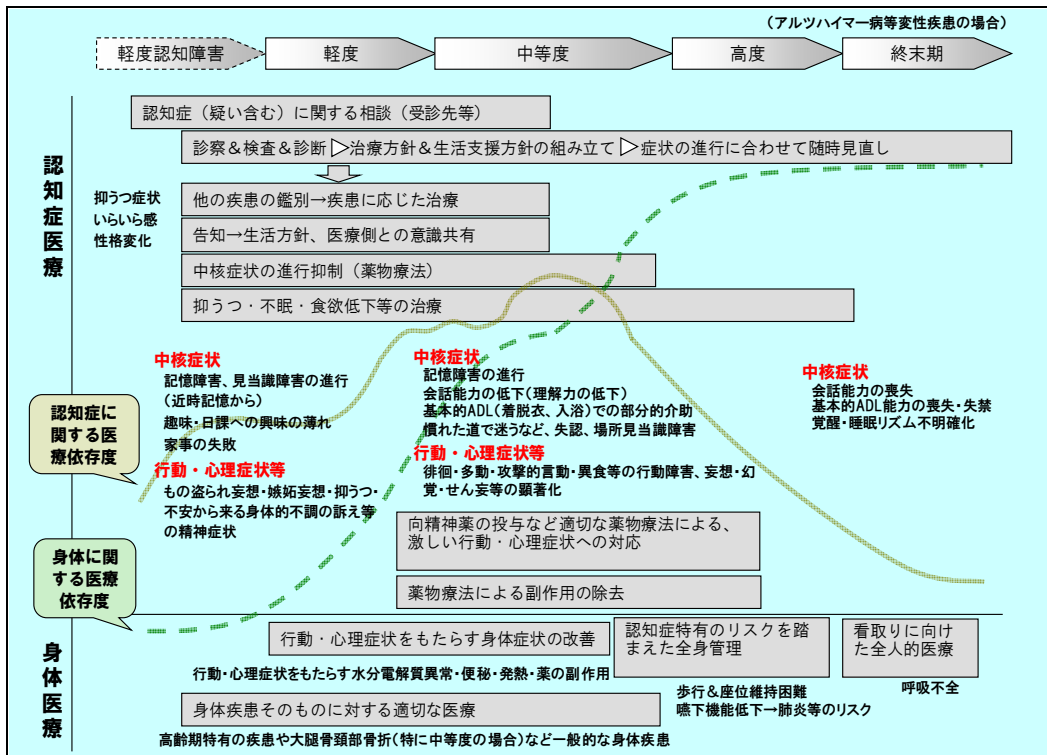 （アルツハイマー病等変性疾患の場合）
軽度認知障害
軽度
中等度
高度
終末期
認知症医療
認知症（疑い含む）に関する相談（受診先等）
診察＆検査＆診断▷治療方針＆生活支援方針の組み立て▷症状の進行に合わせて随時見直し
抑うつ症状
いらいら感
性格変化
他の疾患の鑑別→疾患に応じた治療
告知→生活方針、医療側との意識共有
中核症状の進行抑制（薬物療法）
抑うつ・不眠・食欲低下等の治療
中核症状
記憶障害、見当識障害の進行
（近時記憶から）
趣味・日課への興味の薄れ
家事の失敗
行動・心理症状等
もの盗られ妄想・嫉妬妄想・抑うつ・
不安から来る身体的不調の訴え等
の精神症状
中核症状
記憶障害の進行
会話能力の低下（理解力の低下）
基本的ADL（着脱衣、入浴）での部分的介助
慣れた道で迷うなど、失認、場所見当識障害
行動・心理症状等
徘徊・多動・攻撃的言動・異食等の行動障害、妄想・幻
覚・せん妄等の顕著化
中核症状
会話能力の喪失
基本的ADL能力の喪失・失禁
覚醒・睡眠リズム不明確化
認知症に
関する医
療依存度
向精神薬の投与など適切な薬物療法による、
激しい行動・心理症状への対応
薬物療法による副作用の除去
身体に関
する医療
依存度
身体医療
行動・心理症状をもたらす身体症状の改善
行動・心理症状をもたらす水分電解質異常・便秘・発熱・薬の副作用
認知症特有のリスクを踏
まえた全身管理
歩行＆座位維持困難
嚥下機能低下→肺炎等のリスク
看取りに向け
た全人的医療
呼吸不全
身体疾患そのものに対する適切な医療
高齢期特有の疾患や大腿骨頚部骨折（特に中等度の場合）など一般的な身体疾患